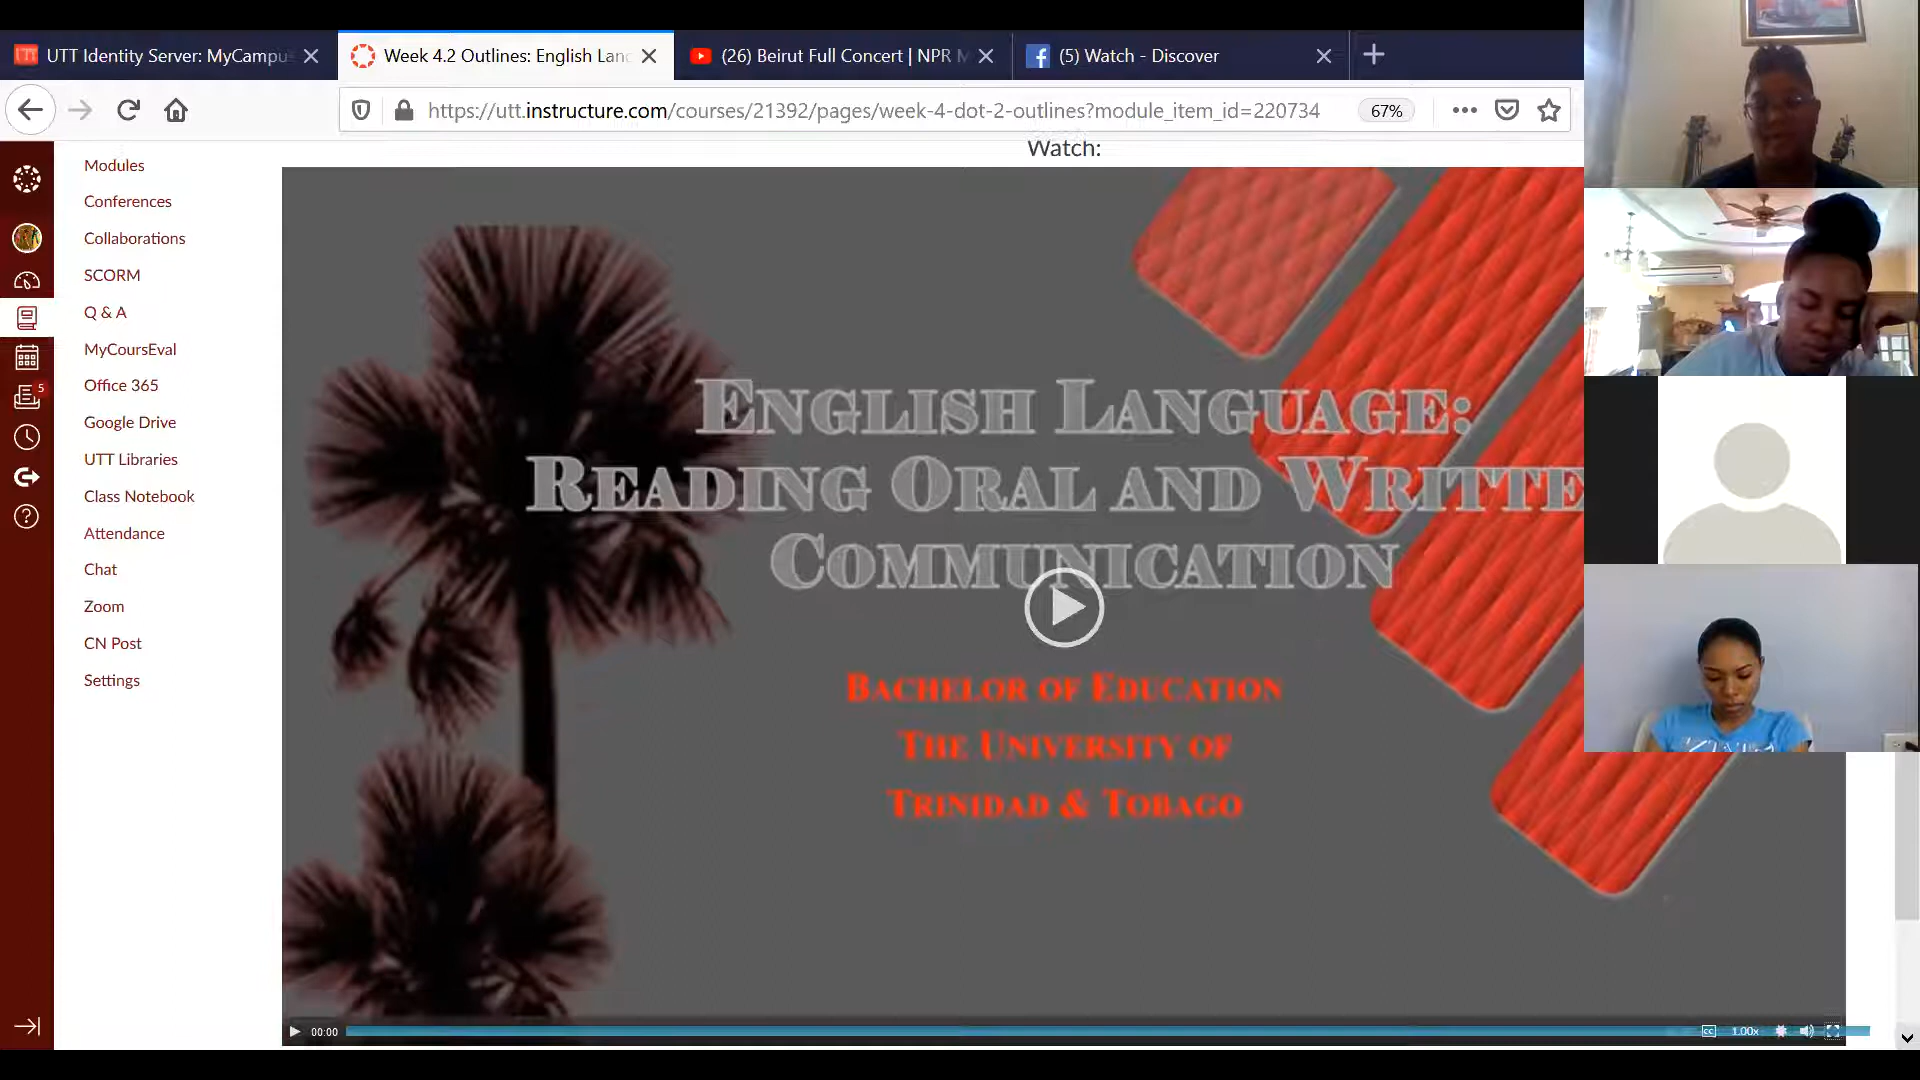 UTT Identity Server: MyCampu
Week 4.2 Outlines: English Lan
(26) Beirut Full Concert | NPR M
(5) Watch - Discover
https://utt.instructure.com/courses/21392/pages/week-4-dot-2-outlines?module_item_id=220734
67%
Watch:
Modules
Conferences
Collaborations
SCORM
Q & A
MyCoursEval
Office 365
5
Google Drive
UTT Libraries
Class Notebook
Attendance
Chat
Zoom
CN Post
Settings
English Language:
Reading Oral and Writte
Communication
Bachelor of Education
The University of
Trinidad & Tobago
00:00
CC
1.00x